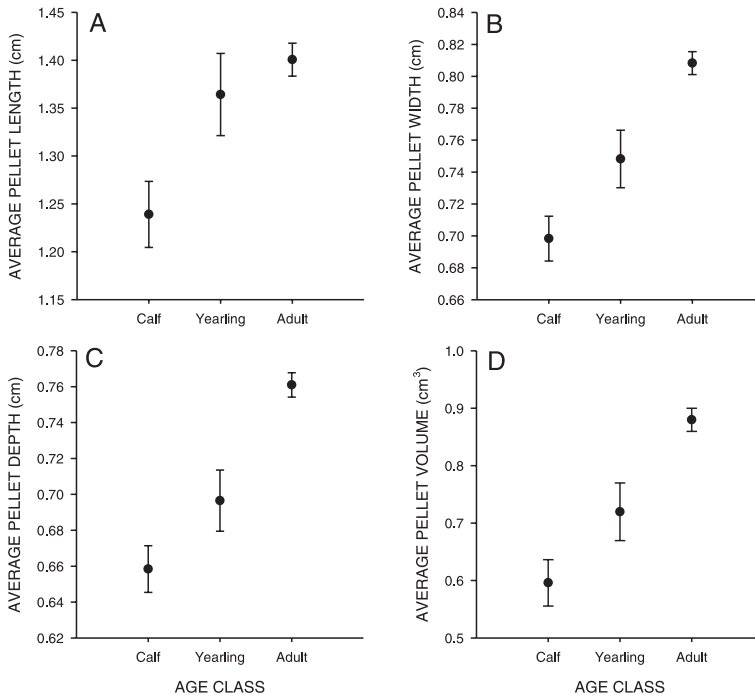 A
AVERAGE PELLET LENGTH (cm)
1.45
1.40
1.35
1.30
1.25
1.20
1.15
Calf Yearling Adult
B
AVERAGE PELLET WIDTH (cm)
0.84
0.82
0.80
0.78
0.76
0.74
0.72
0.70
0.68
0.66
Calf Yearling Adult
C
AVERAGE PELLET DEPTH (cm)
0.78
0.76
0.74
0.72
0.70
0.68
0.66
0.64
0.62
Calf Yearling Adult
AGE CLASS
D
AVERAGE PELLET VOLUME (cm³)
1.0
0.9
0.8
0.7
0.6
0.5
Calf Yearling Adult
AGE CLASS